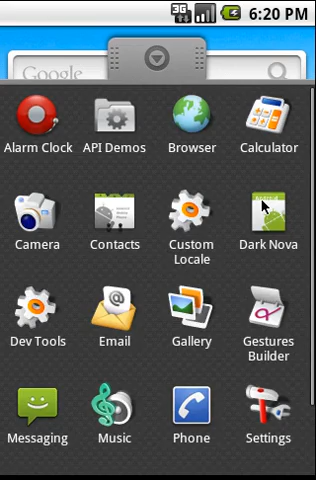 3G 6:20 PM
Google
Alarm Clock API Demos Browser Calculator
Camera Contacts Custom Locale Dark Nova
Dev Tools Email Gallery Gestures Builder
Messaging Music Phone Settings